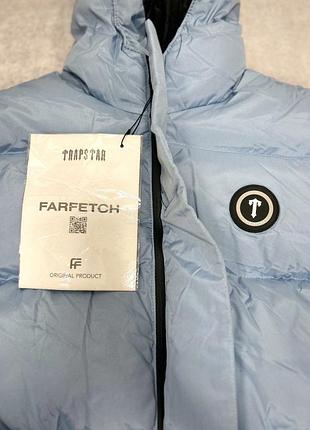 TRAPSTAR
FARFETCH
FF
ORIGINAL PRODUCT
T